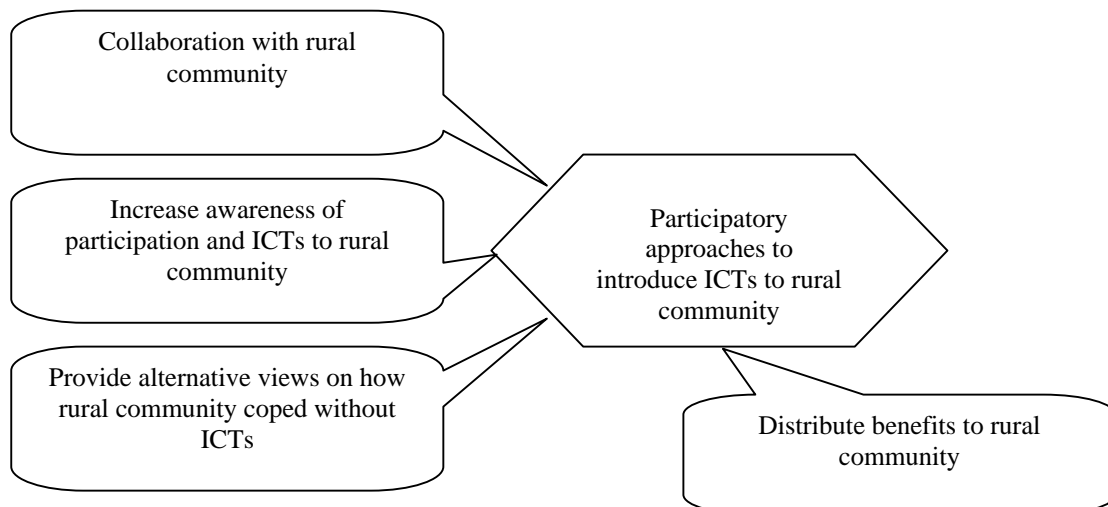 Collaboration with rural
community
Increase awareness of
participation and ICTs to rural
community
Provide alternative views on how
rural community coped without
ICTs
Participatory
approaches to
introduce ICTs to rural
community
Distribute benefits to rural
community